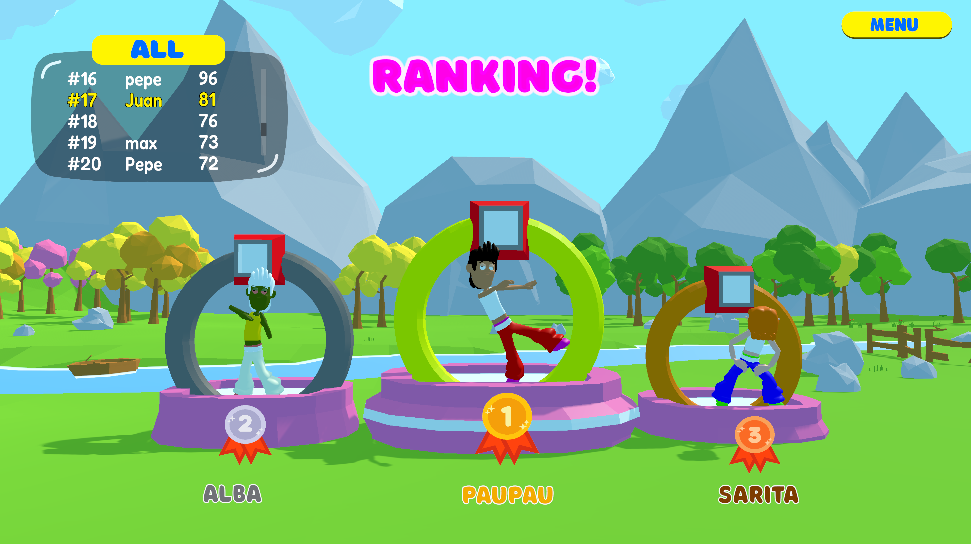 MENU
ALL
RANKING!
#16 pepe 96
#17 Juan 81
#18 76
#19 max 73
#20 Pepe 72
2
1
3
ALBA
PAUPAU
SARITA